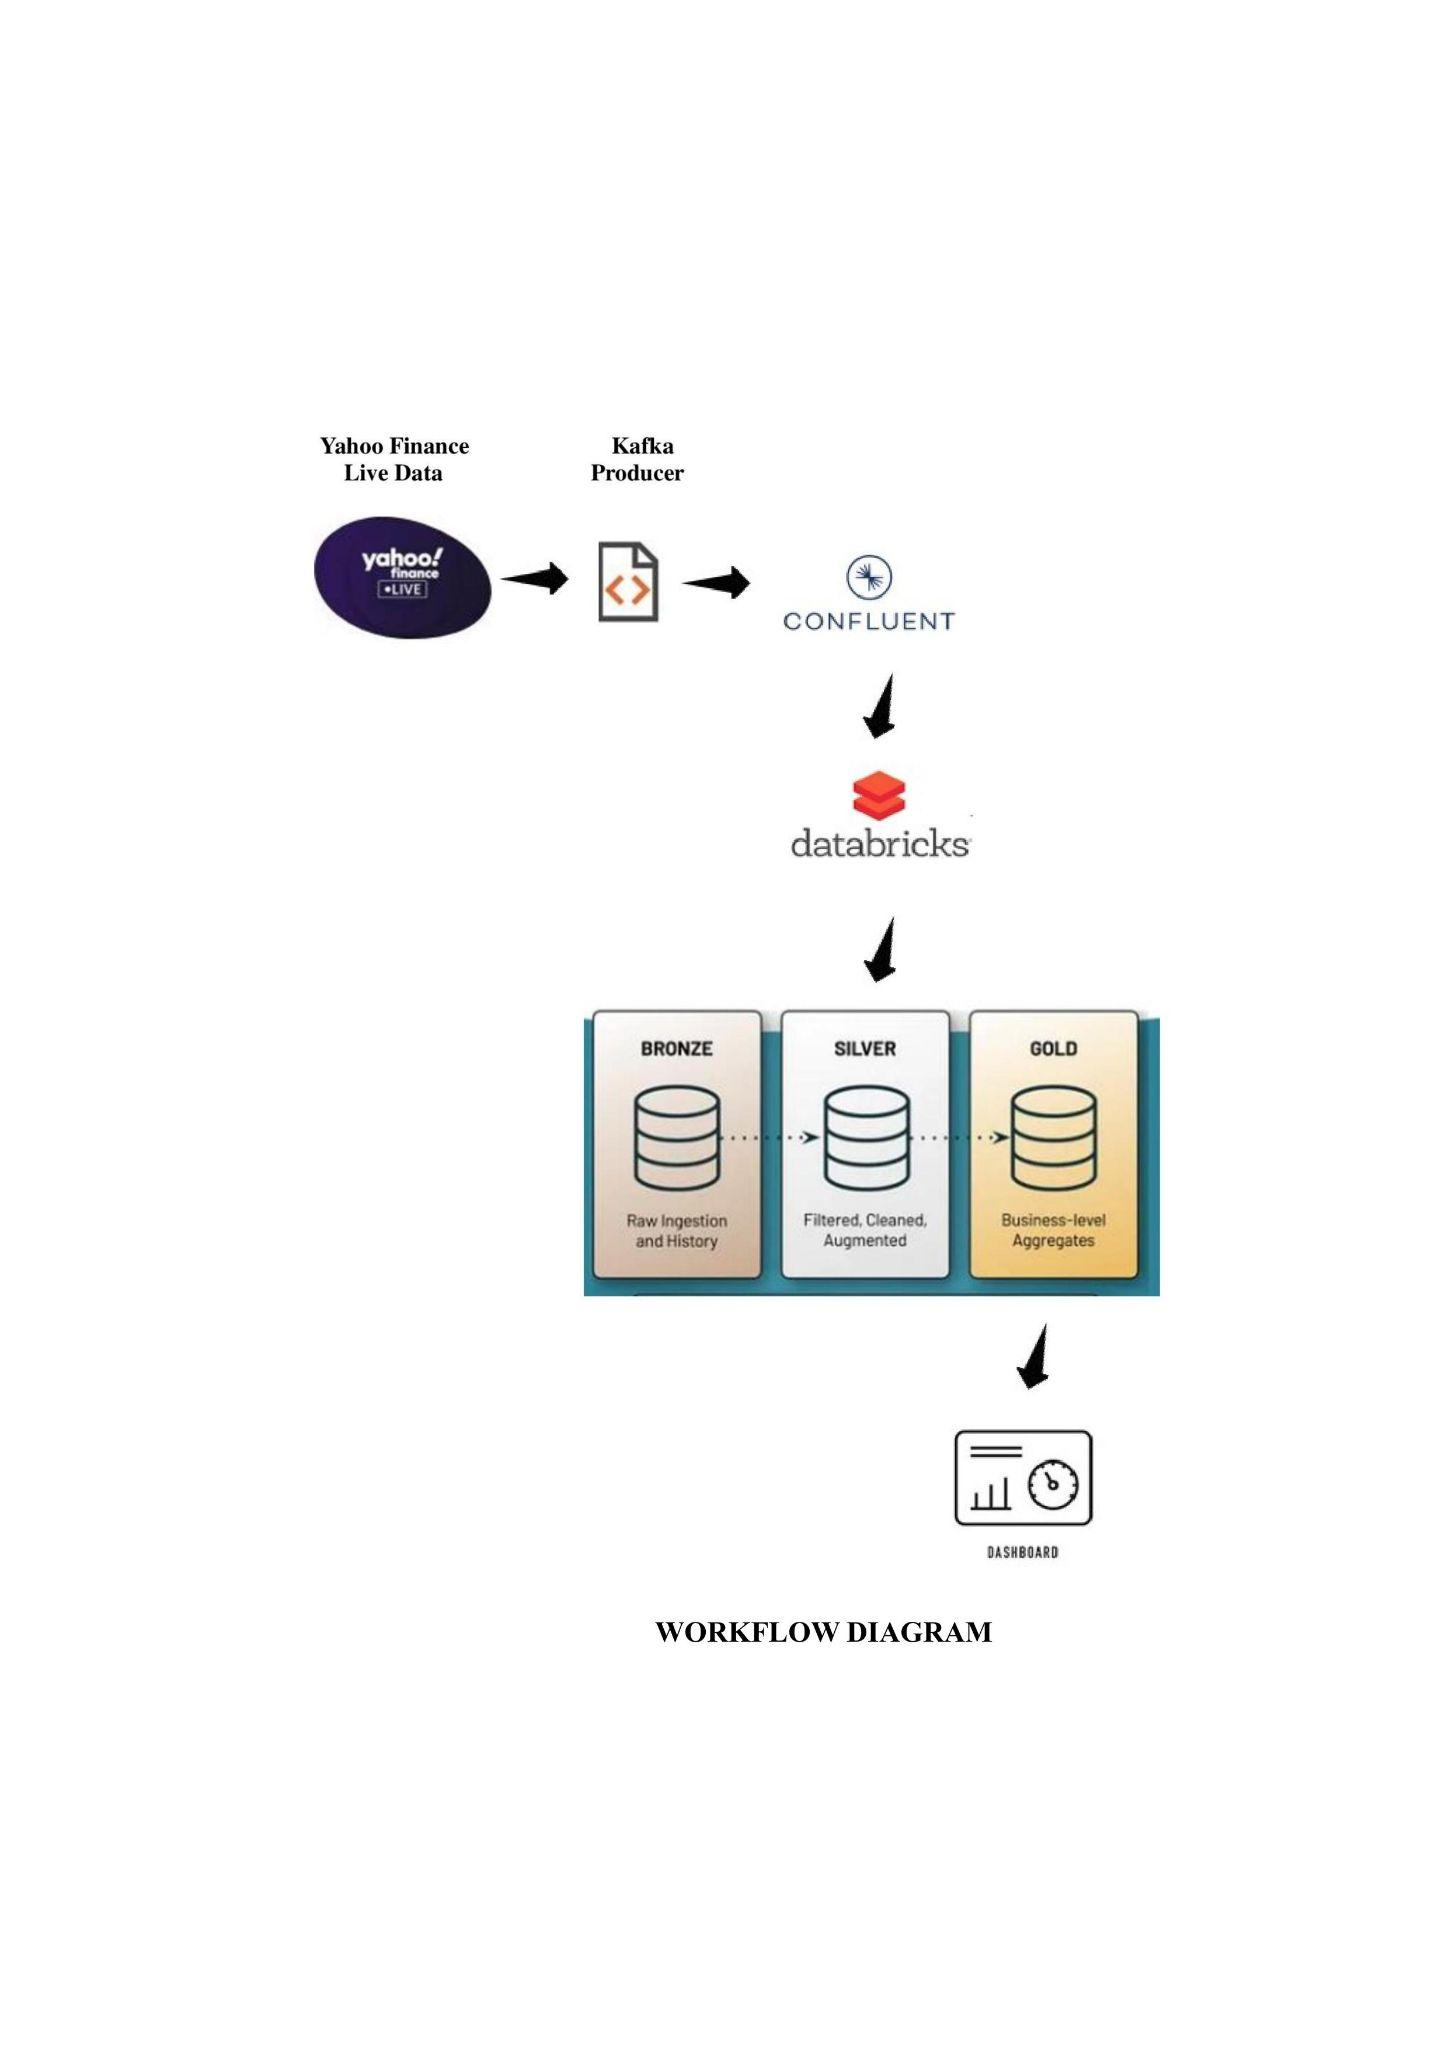 Yahoo Finance
Live Data
Kafka
Producer
yahoo!
finance
•LIVE
CONFLUENT
databricks
BRONZE
SILVER
GOLD
Raw Ingestion
and History
Filtered, Cleaned,
Augmented
Business-level
Aggregates
DASHBOARD
WORKFLOW DIAGRAM